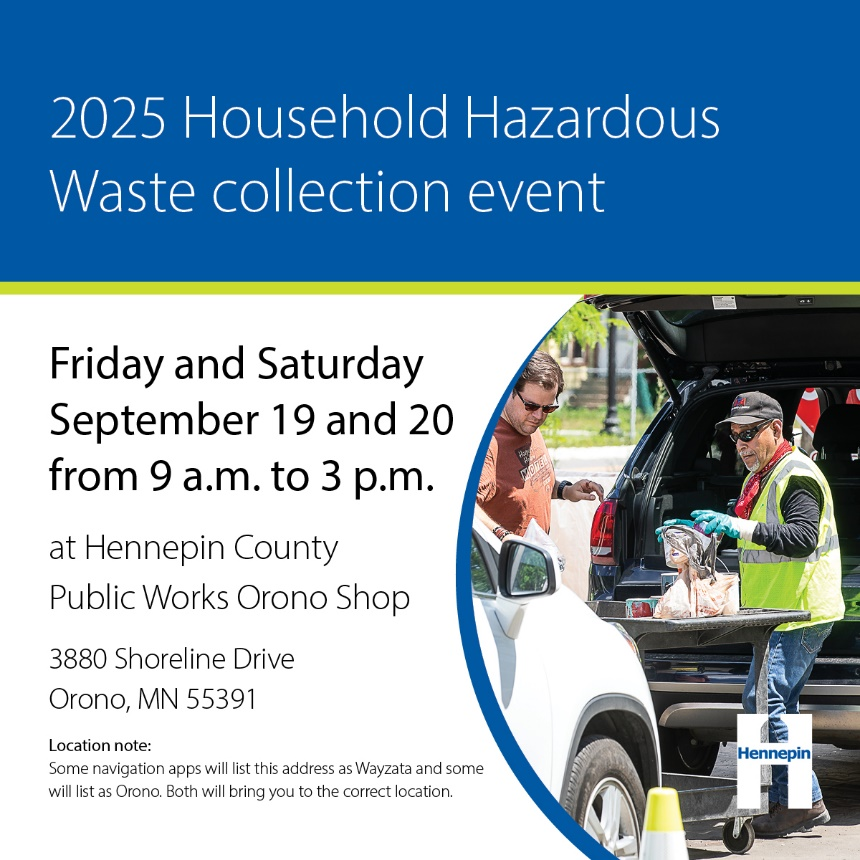 2025 Household Hazardous
Waste collection event
Friday and Saturday
September 19 and 20
from 9 a.m. to 3 p.m.
at Hennepin County
Public Works Orono Shop
3880 Shoreline Drive
Orono, MN 55391
Location note:
Some navigation apps will list this address as Wayzata and some
will list as Orono. Both will bring you to the correct location.
Hennepin